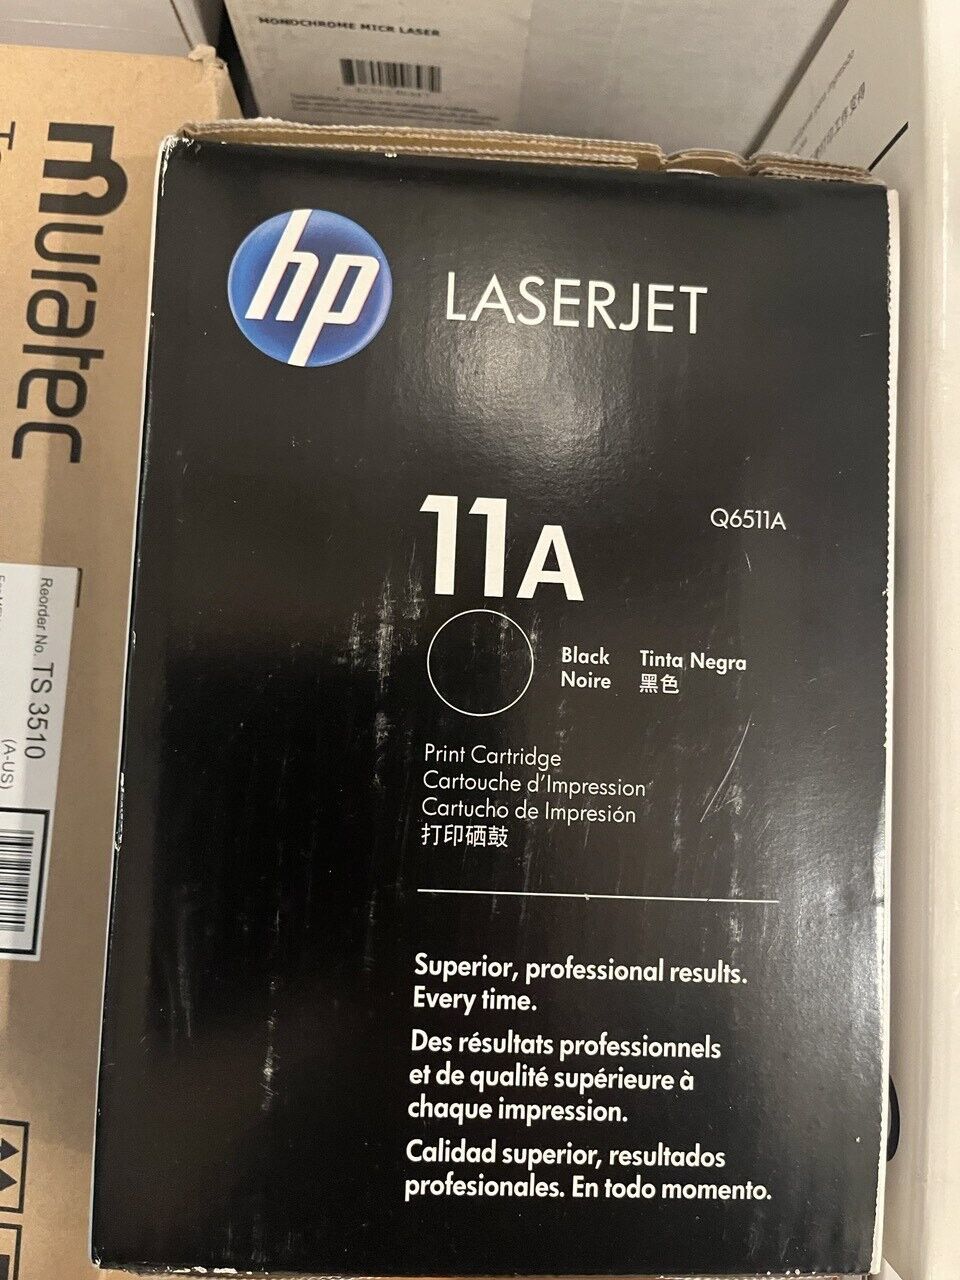 MONOCHROME MICR LASER
muratec
Reorder No. TS 3510
(A-US)
hp
LASERJET
11A
Q6511A
Black
Noire
Tinta Negra
黑色
Print Cartridge
Cartouche d'Impression
Cartucho de Impresión
打印硒鼓
Superior, professional results.
Every time.
Des résultats professionnels
et de qualité supérieure à
chaque impression.
Calidad superior, resultados
profesionales. En todo momento.